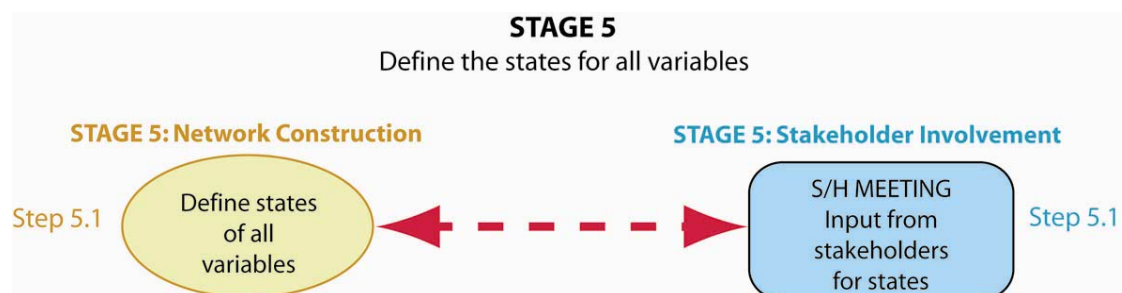 STAGE 5
Define the states for all variables
STAGE 5: Network Construction
STAGE 5: Stakeholder Involvement
Step 5.1
Define states
of all
variables
S/H MEETING
Input from
stakeholders
for states
Step 5.1